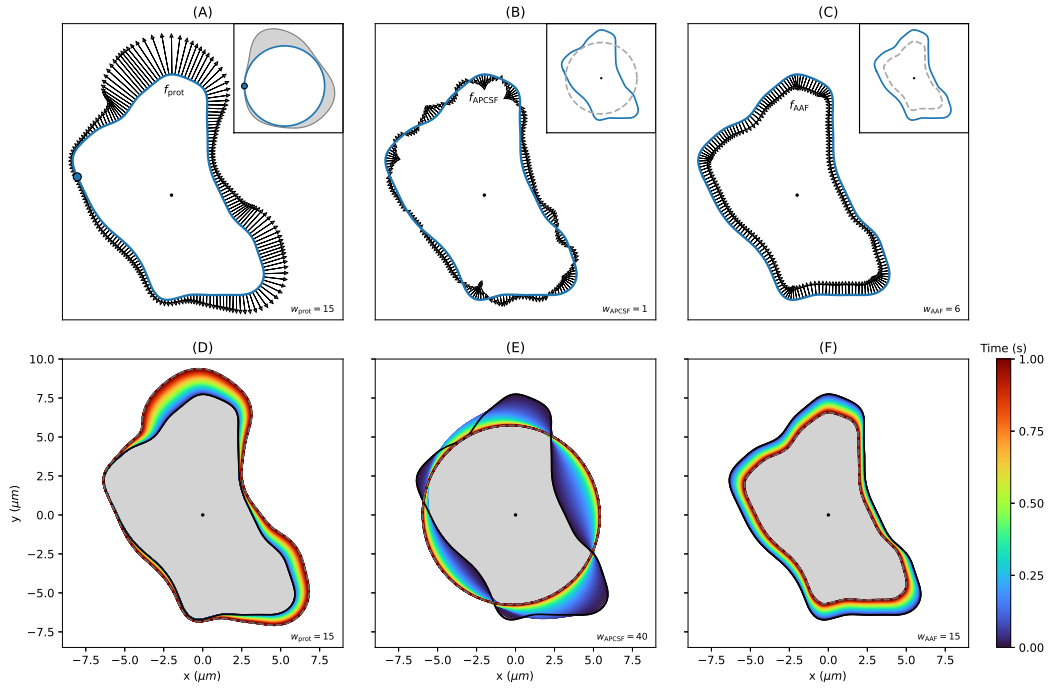 (A)
(B)
(C)
f_prot
f_APCSF
f_AAF
w_prot = 15
w_APCSF = 1
w_AAF = 6
(D)
(E)
(F)
Time (s)
10.0
7.5
5.0
2.5
0.0
−2.5
−5.0
−7.5
y (μm)
w_prot = 15
w_APCSF = 40
w_AAF = 15
1.00
0.75
0.50
0.25
0.00
−7.5 −5.0 −2.5 0.0 2.5 5.0 7.5
−7.5 −5.0 −2.5 0.0 2.5 5.0 7.5
−7.5 −5.0 −2.5 0.0 2.5 5.0 7.5
x (μm)
x (μm)
x (μm)